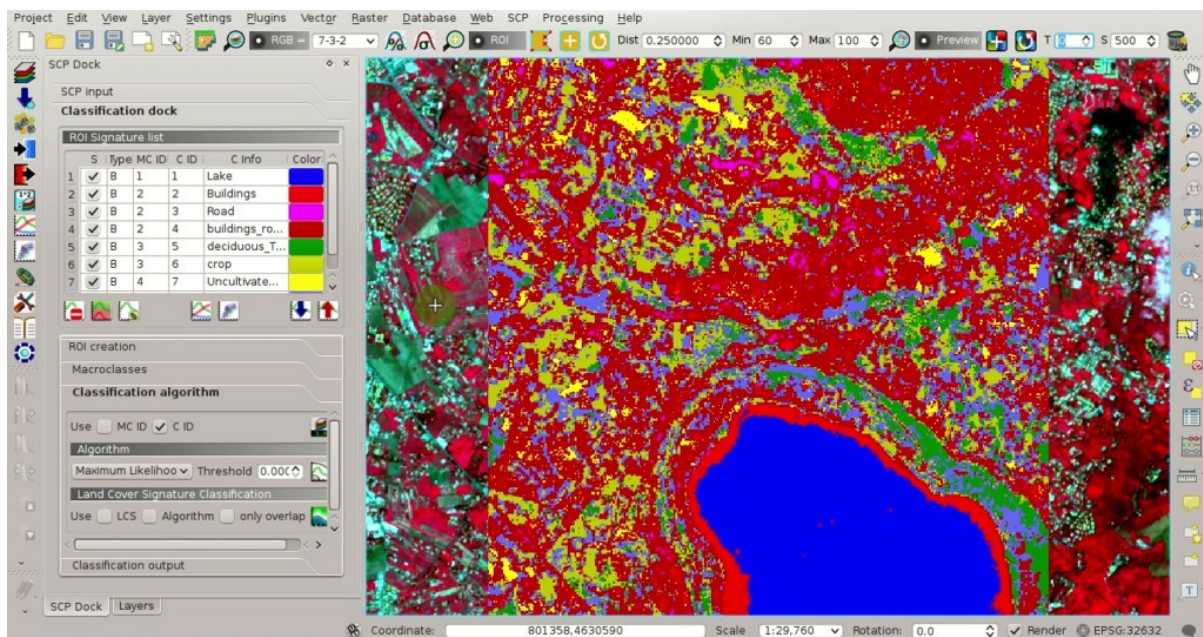 Project Edit View Layer Settings Plugins Vector Raster Database Web SCP Processing Help
RGB = 7-3-2 ROI Dist 0.250000 Min 60 Max 100 Preview T 0 S 500
SCP Dock
SCP input
Classification dock
ROI Signature list
S Type MC ID C ID C Info Color
1 B 1 1 Lake
2 B 2 2 Buildings
3 B 2 3 Road
4 B 2 4 buildings_ro...
5 B 3 5 deciduous_T...
6 B 3 6 crop
7 B 4 7 Uncultivate...
ROI creation
Macroclasses
Classification algorithm
Use MC ID C ID
Algorithm
Maximum Likelihoo Threshold 0.000
Land Cover Signature Classification
Use LCS Algorithm only overlap
Classification output
SCP Dock Layers
Coordinate: 801358,4630590 Scale 1:29,760 Rotation: 0.0 Render EPSG:32632